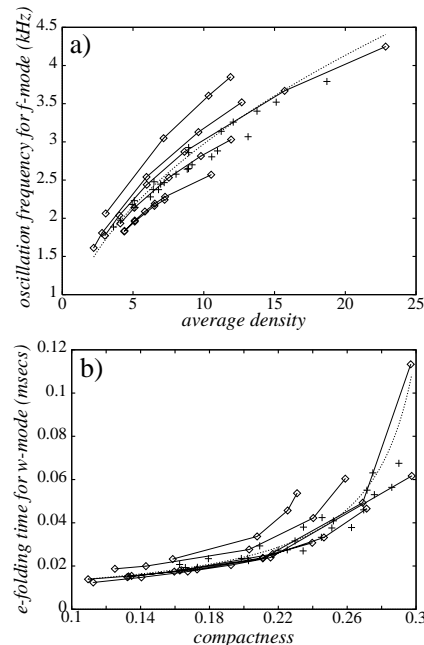 a)
oscillation frequency for f-mode (kHz)
4.5
4
3.5
3
2.5
2
1.5
1
0 5 10 15 20 25
average density
b)
e-folding time for w-mode (msecs)
0.12
0.1
0.08
0.06
0.04
0.02
0
0.1 0.14 0.18 0.22 0.26 0.3
compactness